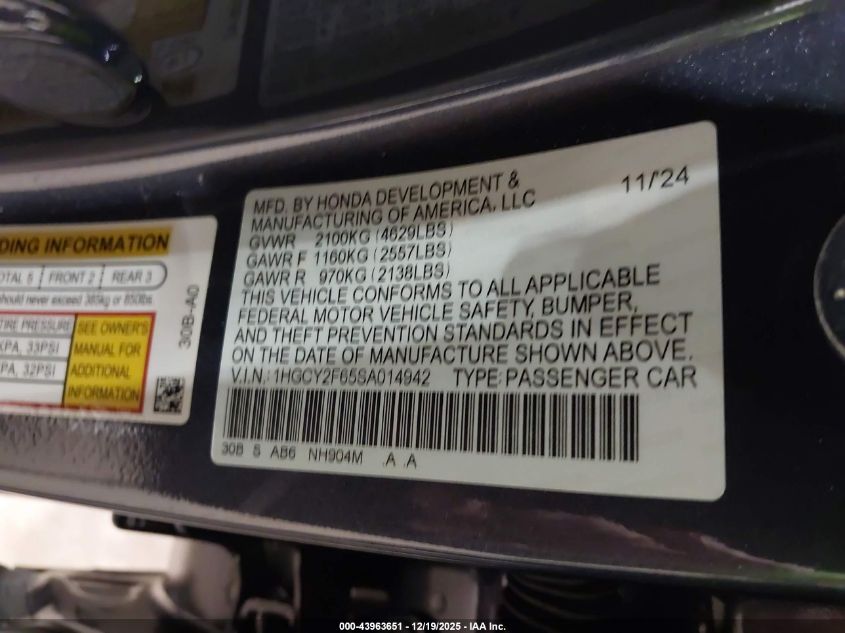 MFD. BY HONDA DEVELOPMENT &
MANUFACTURING OF AMERICA, LLC
11/'24
GVWR 2100KG (4629LBS)
GAWR F 1160KG (2557LBS)
GAWR R 970KG (2138LBS)
THIS VEHICLE CONFORMS TO ALL APPLICABLE
FEDERAL MOTOR VEHICLE SAFETY, BUMPER,
AND THEFT PREVENTION STANDARDS IN EFFECT
ON THE DATE OF MANUFACTURE SHOWN ABOVE.
V.I.N.: 1HGCY2F65SA014942 TYPE: PASSENGER CAR
30B S AB6 NH904M .A .A
DING INFORMATION
OTAL 5 FRONT 2 REAR 3
should never exceed 385kg or 850lbs.
TIRE PRESSURE
KPA, 33PSI
KPA, 32PSI
SEE OWNER'S
MANUAL FOR
ADDITIONAL
INFORMATION
30B-A0
000-43963651 - 12/19/2025 - IAA Inc.